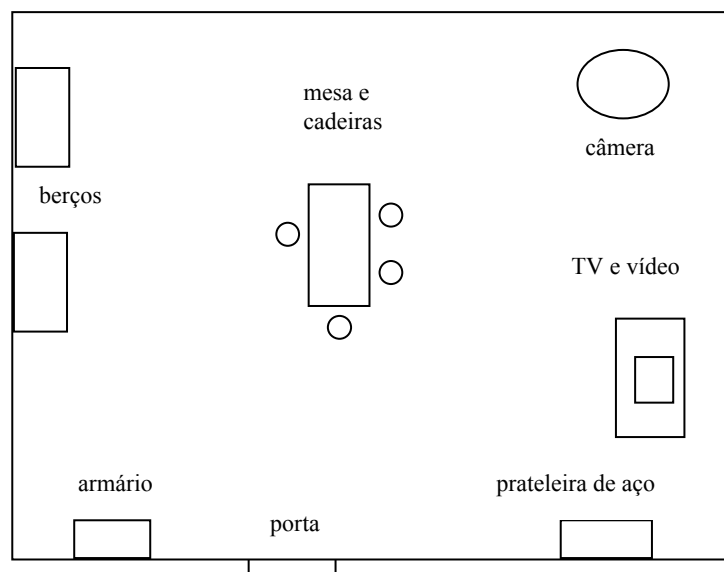 mesa e
cadeiras
câmera
berços
TV e vídeo
armário
prateleira de aço
porta